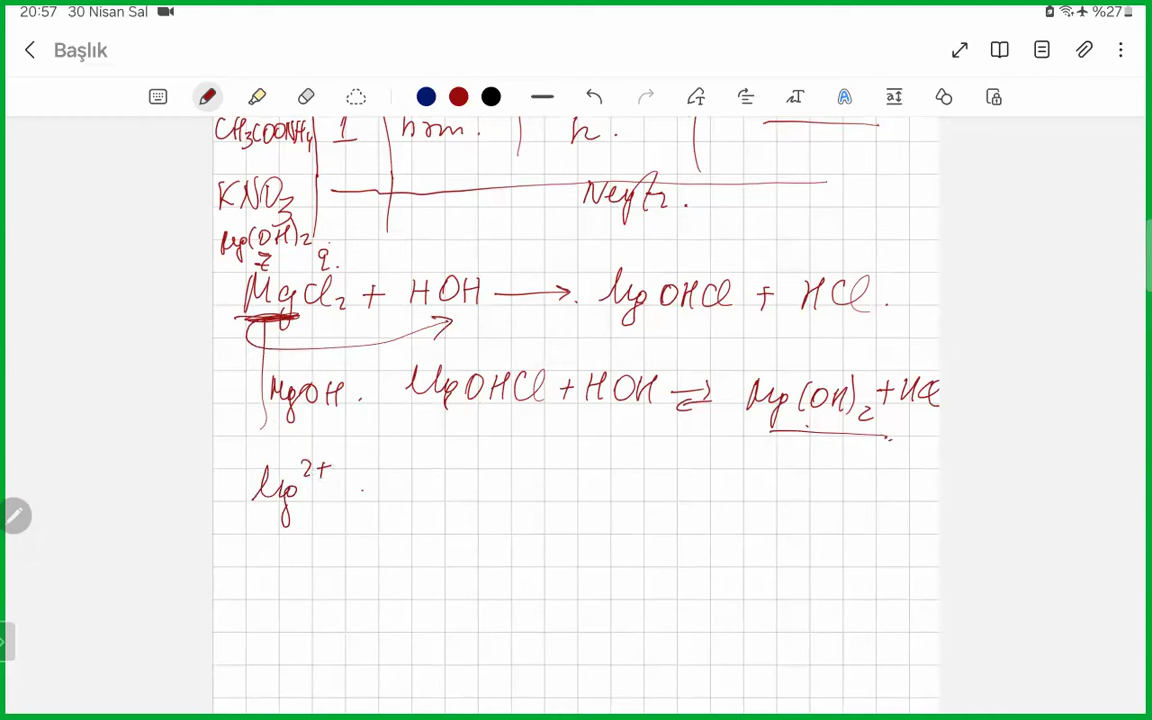 20:57 30 Nisan Sal %27
Başlık
CH₃COONH₄ 1 hom. h.
KNO₃ Neytr.
Mg(OH)₂
z q.
MgCl₂ + HOH → MgOHCl + HCl.
MgOH. MgOHCl + HOH ⇌ Mg(OH)₂ + HCl
Mg²⁺